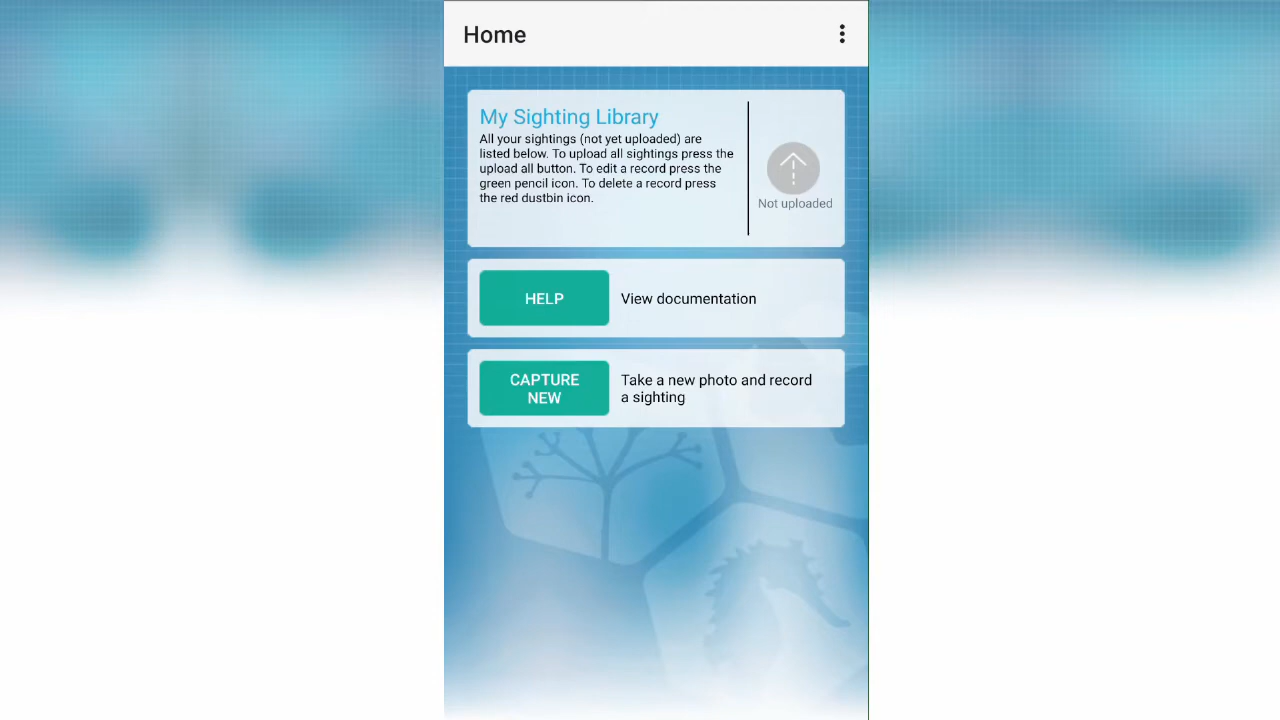 Home
My Sighting Library
All your sightings (not yet uploaded) are
listed below. To upload all sightings press the
upload all button. To edit a record press the
green pencil icon. To delete a record press
the red dustbin icon.
Not uploaded
HELP
View documentation
CAPTURE
NEW
Take a new photo and record
a sighting